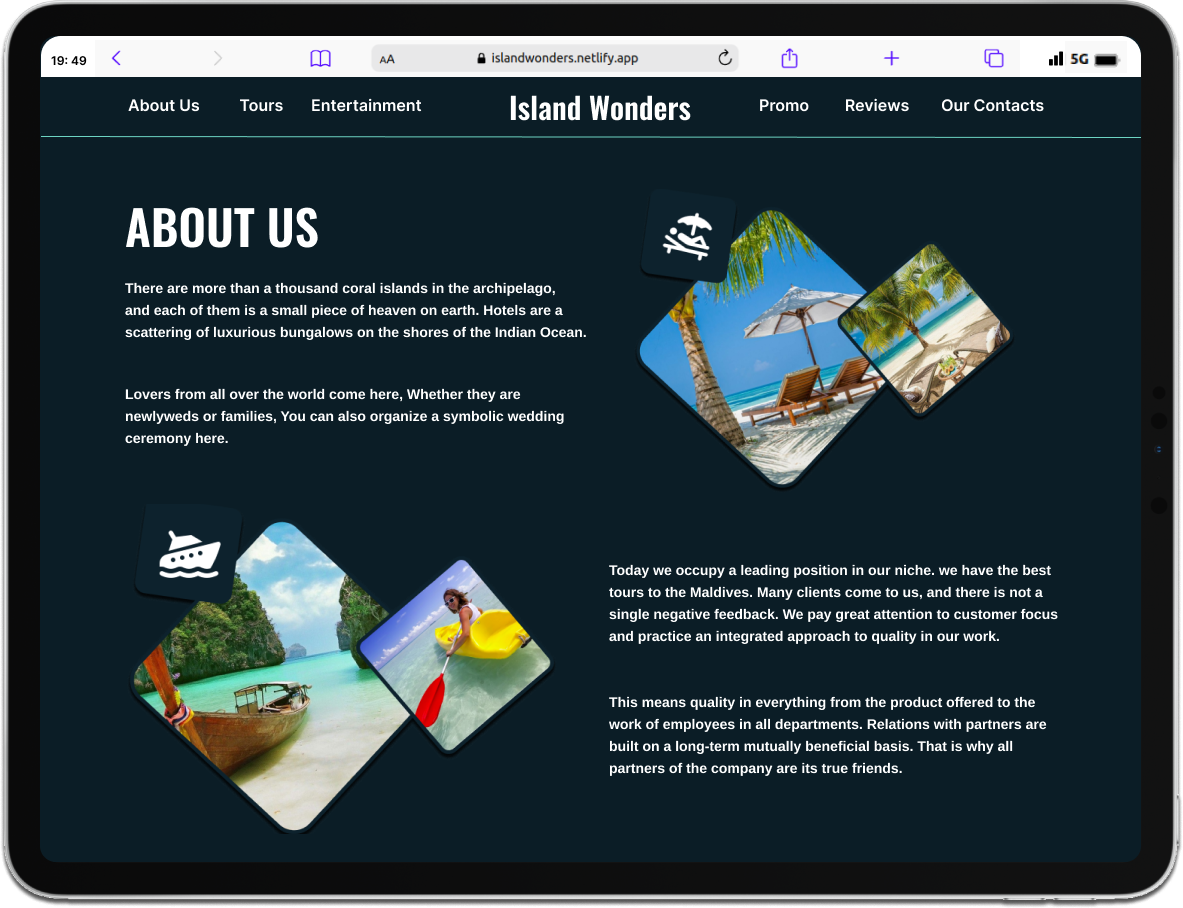 19: 49
AA
islandwonders.netlify.app
5G
About Us
Tours
Entertainment
Island Wonders
Promo
Reviews
Our Contacts
ABOUT US
There are more than a thousand coral islands in the archipelago,
and each of them is a small piece of heaven on earth. Hotels are a
scattering of luxurious bungalows on the shores of the Indian Ocean.
Lovers from all over the world come here, Whether they are
newlyweds or families, You can also organize a symbolic wedding
ceremony here.
Today we occupy a leading position in our niche. we have the best
tours to the Maldives. Many clients come to us, and there is not a
single negative feedback. We pay great attention to customer focus
and practice an integrated approach to quality in our work.
This means quality in everything from the product offered to the
work of employees in all departments. Relations with partners are
built on a long-term mutually beneficial basis. That is why all
partners of the company are its true friends.